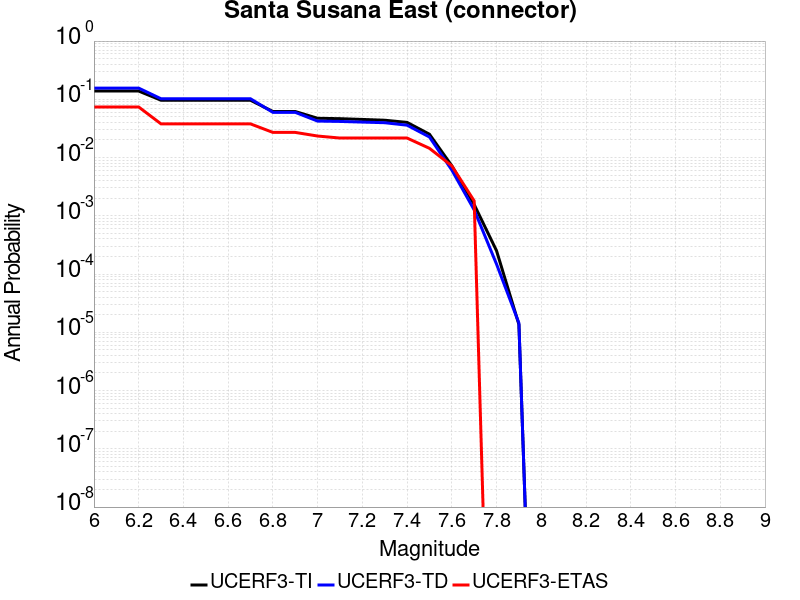 Santa Susana East (connector)
10^0
10^-1
10^-2
10^-3
10^-4
10^-5
10^-6
10^-7
10^-8
Annual Probability
6 6.2 6.4 6.6 6.8 7 7.2 7.4 7.6 7.8 8 8.2 8.4 8.6 8.8 9
Magnitude
UCERF3-TI UCERF3-TD UCERF3-ETAS